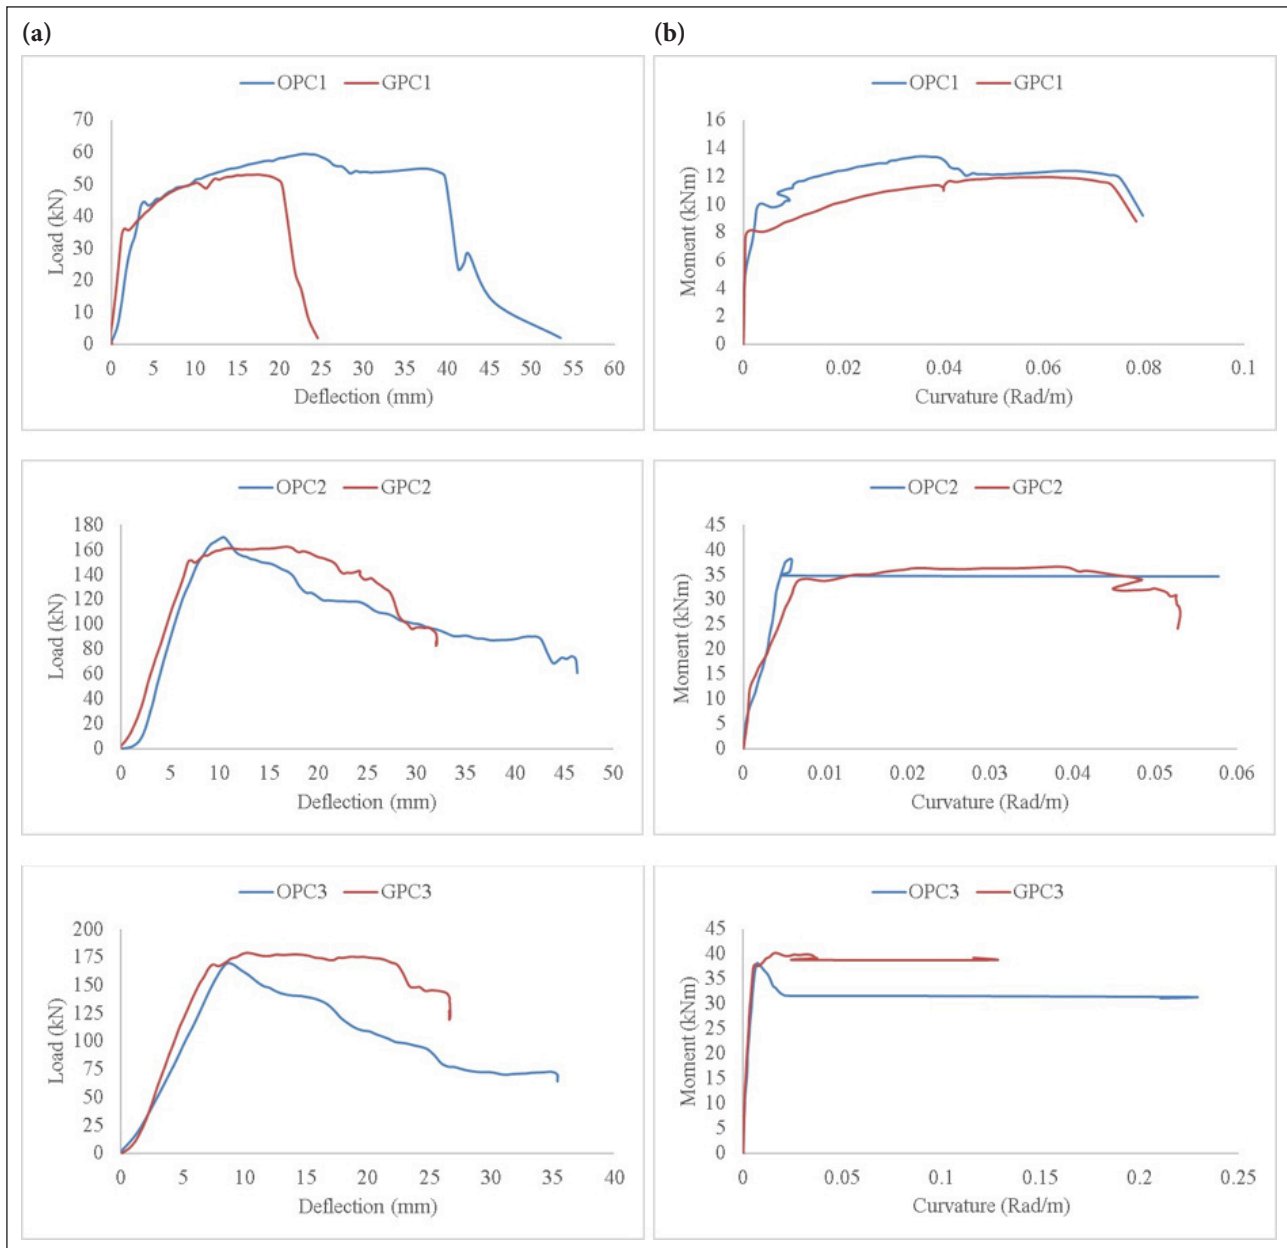 (a)
(b)
OPC1 GPC1
70
60
50
40
30
20
10
0
Load (kN)
0 5 10 15 20 25 30 35 40 45 50 55 60
Deflection (mm)
OPC1 GPC1
16
14
12
10
8
6
4
2
0
Moment (kNm)
0.02 0.04 0.06 0.08 0.1
Curvature (Rad/m)
OPC2 GPC2
180
160
140
120
100
80
60
40
20
0
Load (kN)
0 5 10 15 20 25 30 35 40 45 50
Deflection (mm)
OPC2 GPC2
45
40
35
30
25
20
15
10
5
0
Moment (kNm)
0 0.01 0.02 0.03 0.04 0.05 0.06
Curvature (Rad/m)
OPC3 GPC3
200
175
150
125
100
75
50
25
0
Load (kN)
0 5 10 15 20 25 30 35 40
Deflection (mm)
OPC3 GPC3
45
40
35
30
25
20
15
10
5
0
Moment (kNm)
0 0.05 0.1 0.15 0.2 0.25
Curvature (Rad/m)